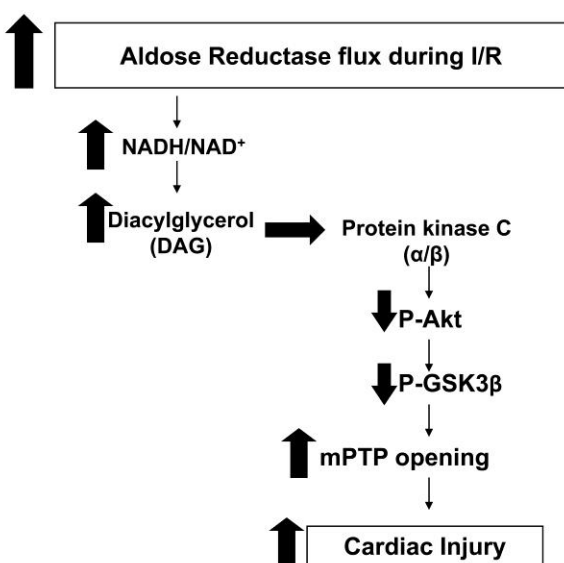 Aldose Reductase flux during I/R
NADH/NAD⁺
Diacylglycerol
(DAG)
Protein kinase C
(α/β)
P-Akt
P-GSK3β
mPTP opening
Cardiac Injury